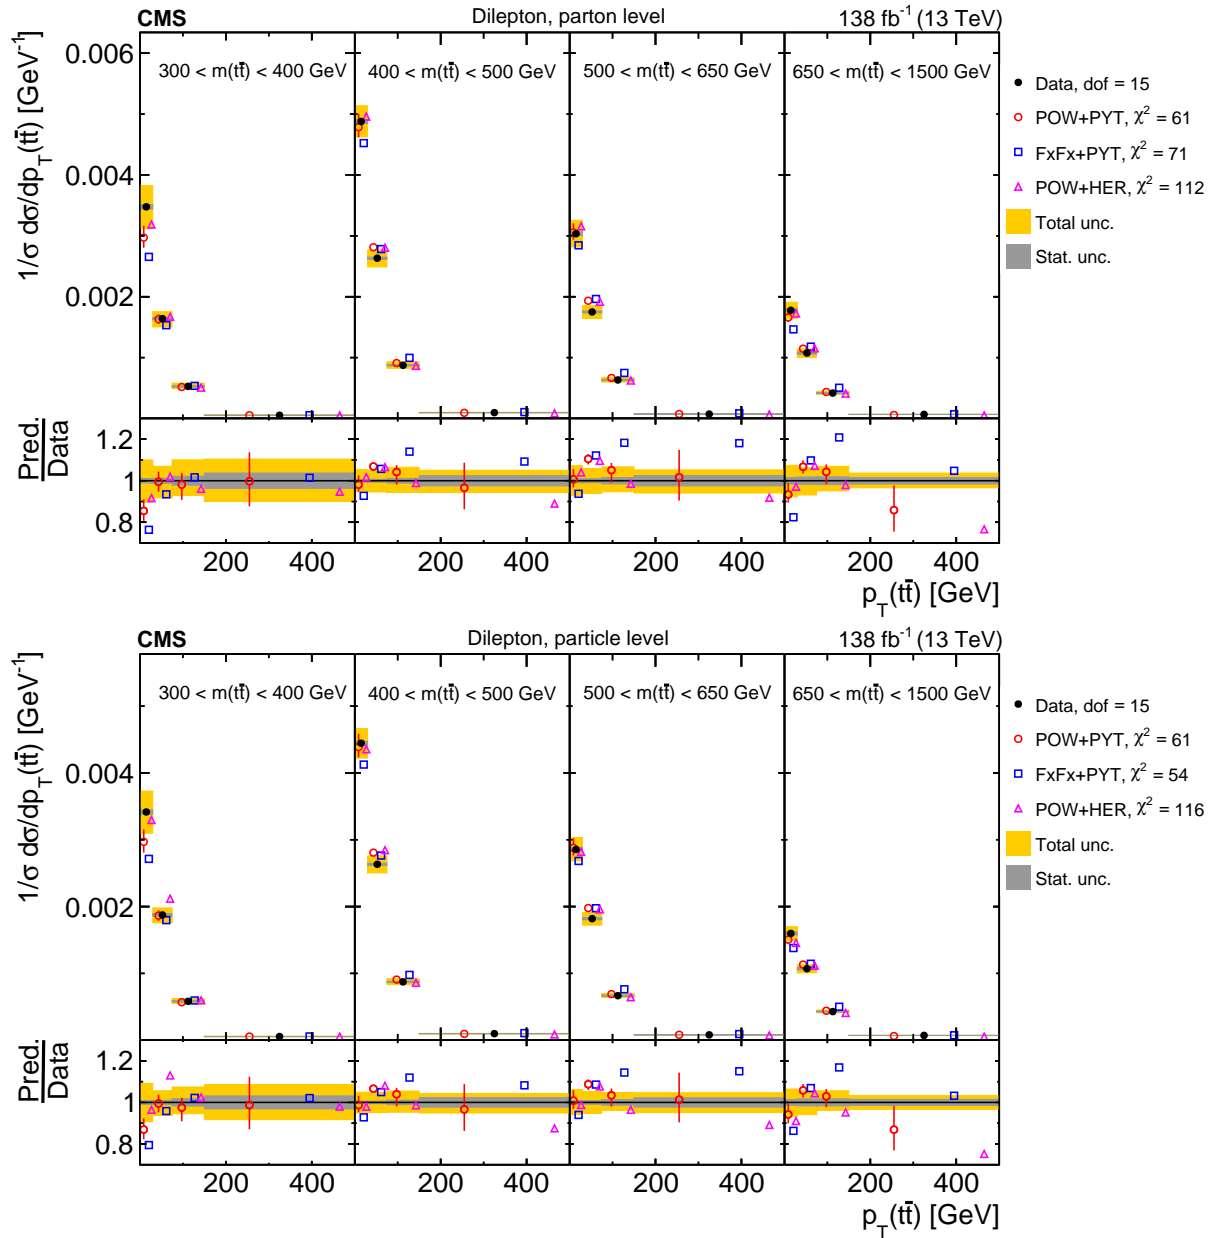 CMS Dilepton, parton level 138 fb⁻¹ (13 TeV)
1/σ dσ/dp_T(tt̄) [GeV⁻¹]
0.006
0.004
0.002
300 < m(tt̄) < 400 GeV
400 < m(tt̄) < 500 GeV
500 < m(tt̄) < 650 GeV
650 < m(tt̄) < 1500 GeV
Data, dof = 15
POW+PYT, χ² = 61
FxFx+PYT, χ² = 71
POW+HER, χ² = 112
Total unc.
Stat. unc.
Pred.
Data
1.2
1
0.8
200 400 200 400 200 400 200 400
p_T(tt̄) [GeV]
CMS Dilepton, particle level 138 fb⁻¹ (13 TeV)
1/σ dσ/dp_T(tt̄) [GeV⁻¹]
0.004
0.002
300 < m(tt̄) < 400 GeV
400 < m(tt̄) < 500 GeV
500 < m(tt̄) < 650 GeV
650 < m(tt̄) < 1500 GeV
Data, dof = 15
POW+PYT, χ² = 61
FxFx+PYT, χ² = 54
POW+HER, χ² = 116
Total unc.
Stat. unc.
Pred.
Data
1.2
1
0.8
200 400 200 400 200 400 200 400
p_T(tt̄) [GeV]